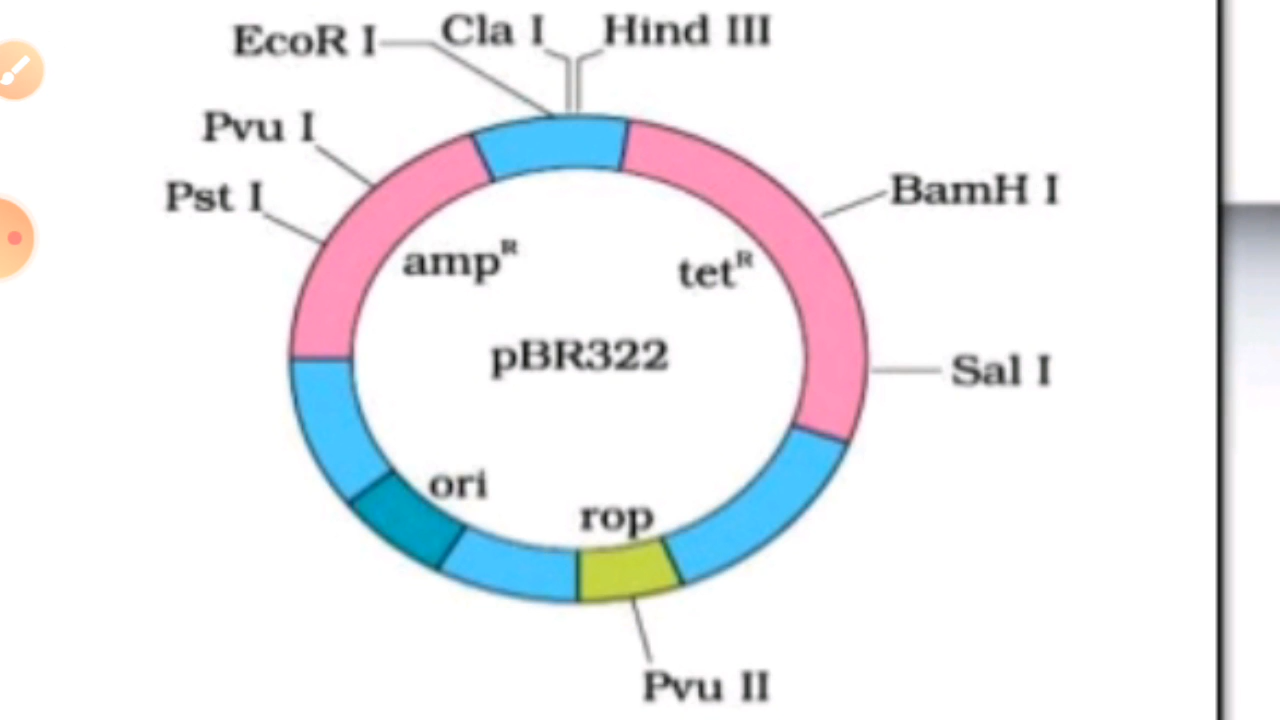 EcoR I
Cla I
Hind III
Pvu I
Pst I
BamH I
amp^R
tet^R
pBR322
Sal I
ori
rop
Pvu II